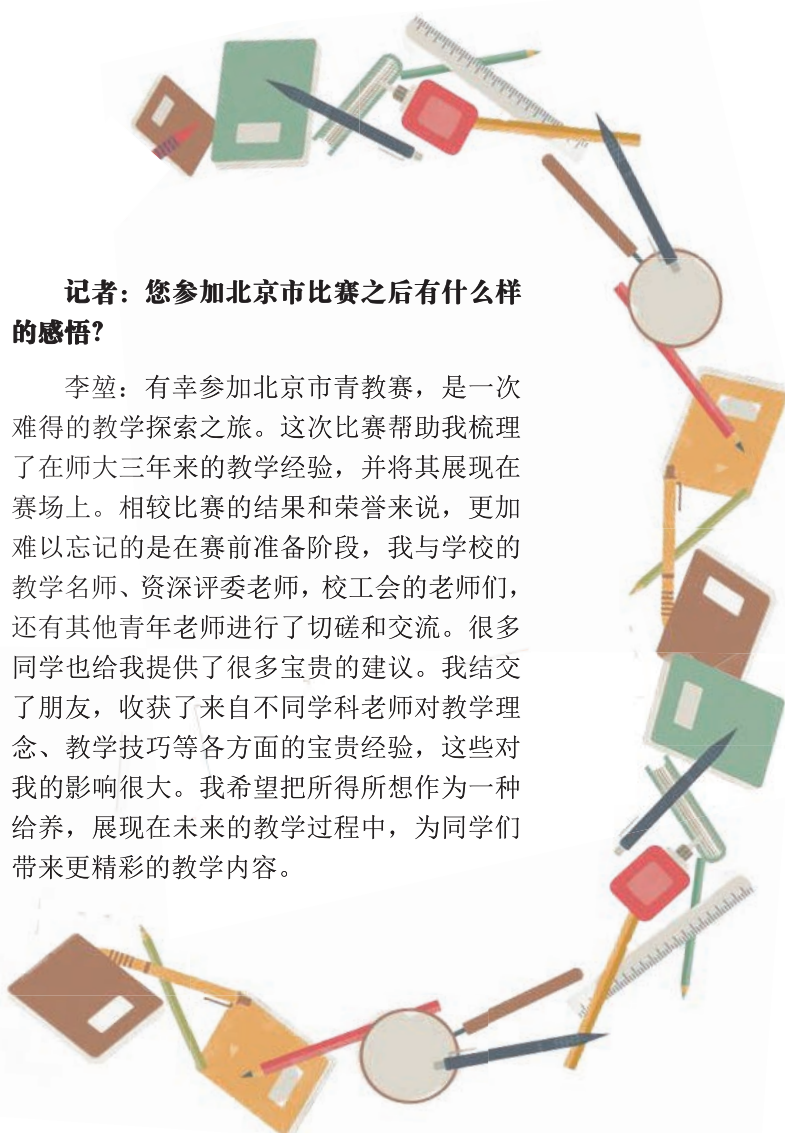 记者：您参加北京市比赛之后有什么样
的感悟？
李堃：有幸参加北京市青教赛，是一次
难得的教学探索之旅。这次比赛帮助我梳理
了在师大三年来的教学经验，并将其展现在
赛场上。相较比赛的结果和荣誉来说，更加
难以忘记的是在赛前准备阶段，我与学校的
教学名师、资深评委老师，校工会的老师们，
还有其他青年老师进行了切磋和交流。很多
同学也给我提供了很多宝贵的建议。我结交
了朋友，收获了来自不同学科老师对教学理
念、教学技巧等各方面的宝贵经验，这些对
我的影响很大。我希望把所得所想作为一种
给养，展现在未来的教学过程中，为同学们
带来更精彩的教学内容。